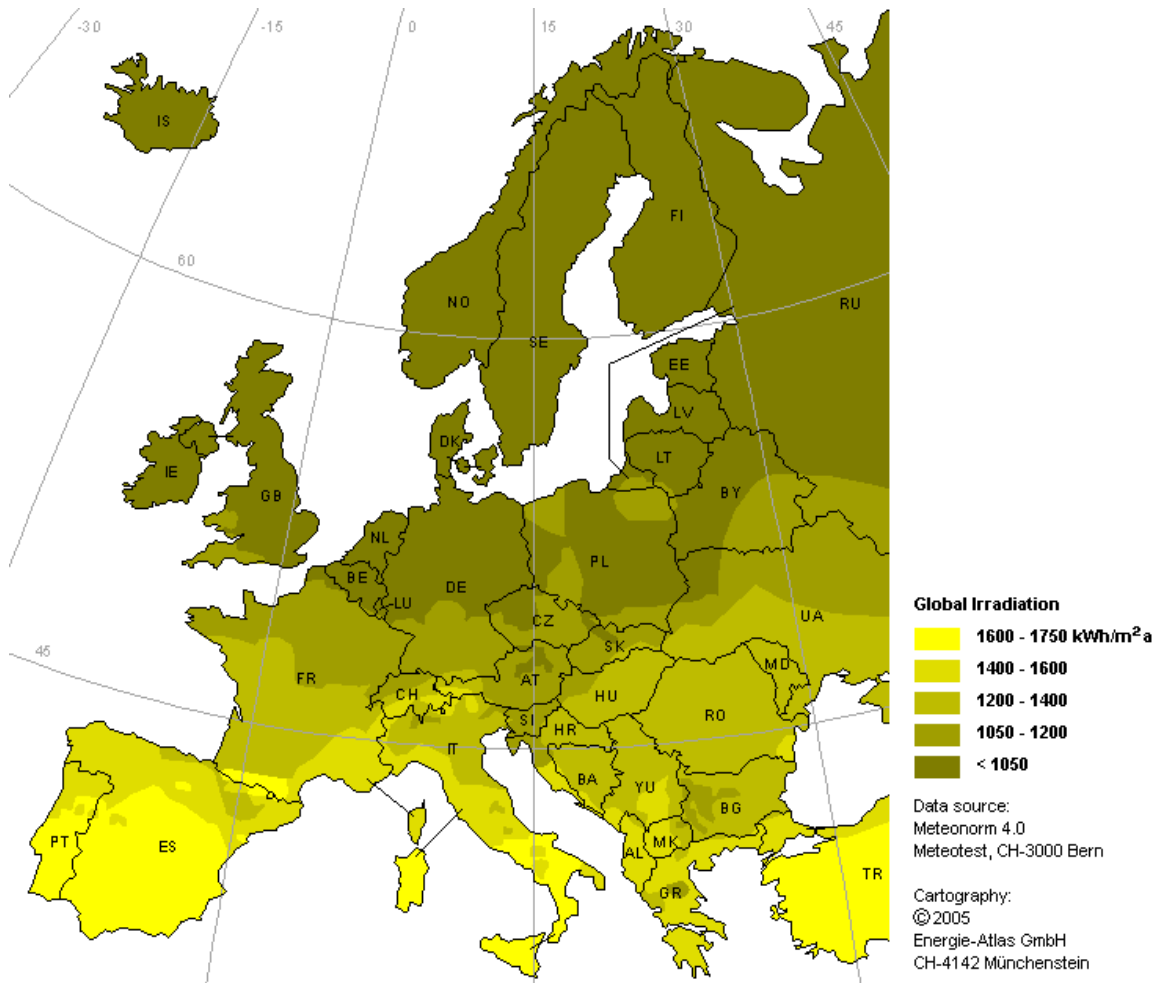 -30
-15
0
15
30
45
IS
60
FI
NO
RU
SE
EE
LV
DK
LT
IE
GB
BY
NL
PL
BE
DE
LU
CZ
UA
45
SK
FR
MD
AT
CH
HU
SI
RO
HR
IT
BA
YU
BG
PT
ES
MK
AL
TR
GR
Global Irradiation
1600 - 1750 kWh/m²a
1400 - 1600
1200 - 1400
1050 - 1200
< 1050
Data source:
Meteonorm 4.0
Meteotest, CH-3000 Bern
Cartography:
©2005
Energie-Atlas GmbH
CH-4142 Münchenstein